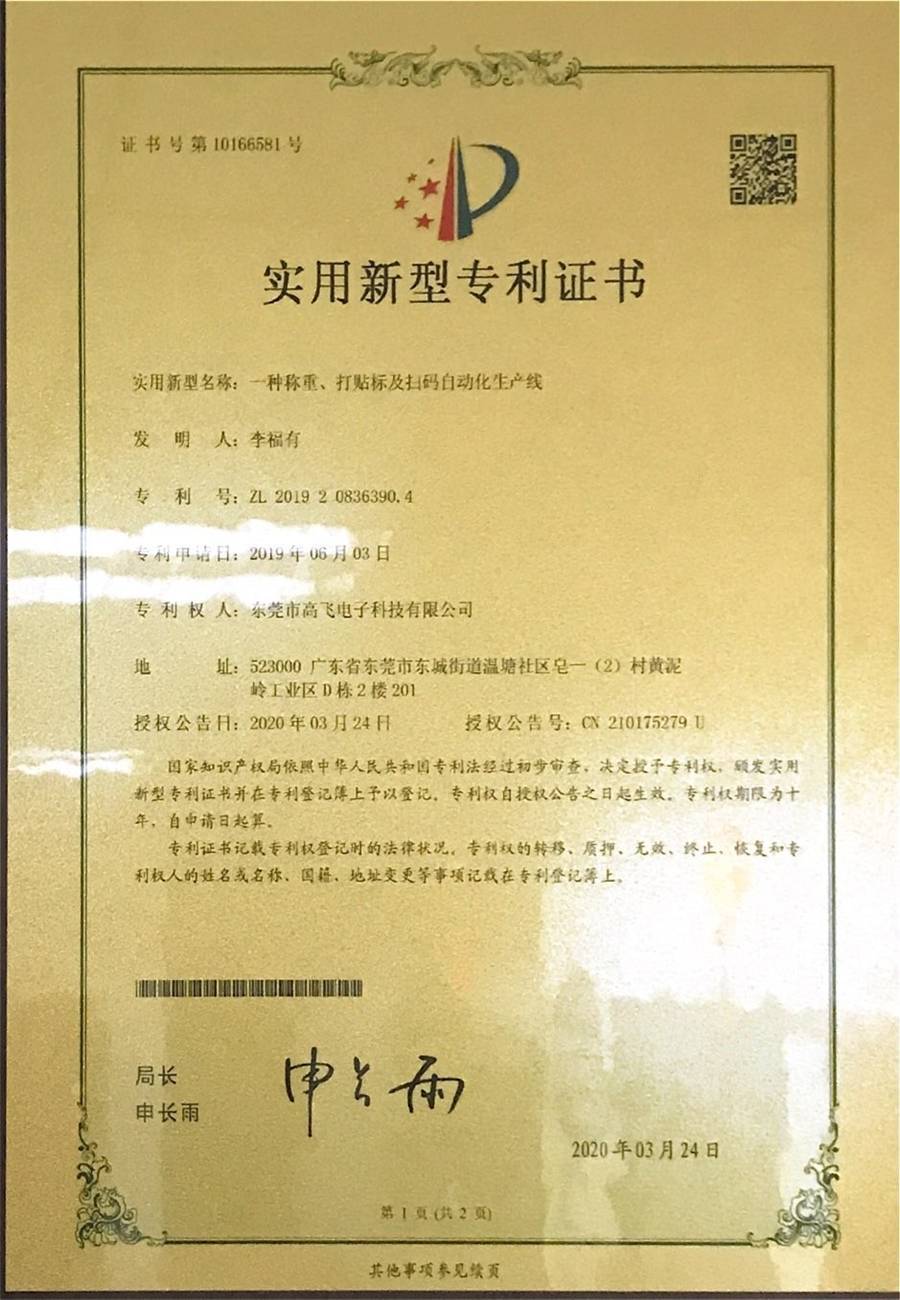 证书号第10166581号
实用新型专利证书
实用新型名称：一种称重、打贴标及扫码自动化生产线
发明人：李福有
专利号：ZL 2019 2 0836390.4
专利申请日：2019年06月03日
专利权人：东莞市高飞电子科技有限公司
地址：523000 广东省东莞市东城街道温塘社区皂一（2）村黄泥
岭工业区D栋2楼201
授权公告日：2020年03月24日 授权公告号：CN 210175279 U
国家知识产权局依照中华人民共和国专利法经过初步审查，决定授予专利权，颁发实用
新型专利证书并在专利登记簿上予以登记。专利权自授权公告之日起生效。专利权期限为十
年，自申请日起算。
专利证书记载专利权登记时的法律状况。专利权的转移、质押、无效、终止、恢复和专
利权人的姓名或名称、国籍、地址变更等事项记载在专利登记簿上。
局长
申长雨
申长雨
2020年03月24日
第1页(共2页)
其他事项参见续页